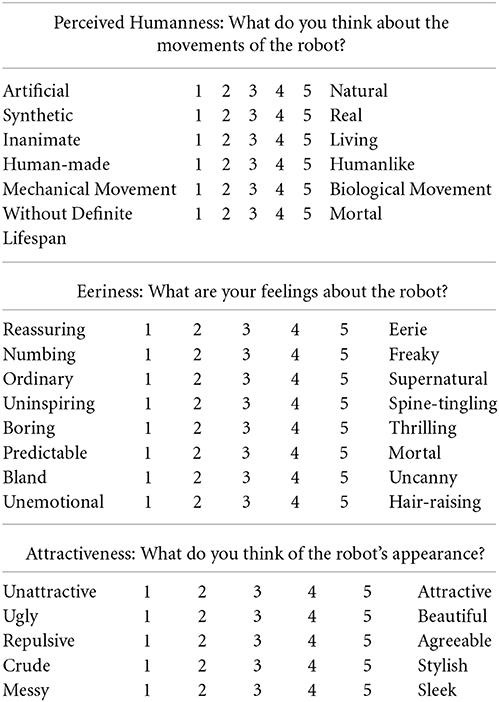 Perceived Humanness: What do you think about the
movements of the robot?
Artificial 1 2 3 4 5 Natural
Synthetic 1 2 3 4 5 Real
Inanimate 1 2 3 4 5 Living
Human-made 1 2 3 4 5 Humanlike
Mechanical Movement 1 2 3 4 5 Biological Movement
Without Definite 1 2 3 4 5 Mortal
Lifespan
Eeriness: What are your feelings about the robot?
Reassuring 1 2 3 4 5 Eerie
Numbing 1 2 3 4 5 Freaky
Ordinary 1 2 3 4 5 Supernatural
Uninspiring 1 2 3 4 5 Spine-tingling
Boring 1 2 3 4 5 Thrilling
Predictable 1 2 3 4 5 Mortal
Bland 1 2 3 4 5 Uncanny
Unemotional 1 2 3 4 5 Hair-raising
Attractiveness: What do you think of the robot's appearance?
Unattractive 1 2 3 4 5 Attractive
Ugly 1 2 3 4 5 Beautiful
Repulsive 1 2 3 4 5 Agreeable
Crude 1 2 3 4 5 Stylish
Messy 1 2 3 4 5 Sleek